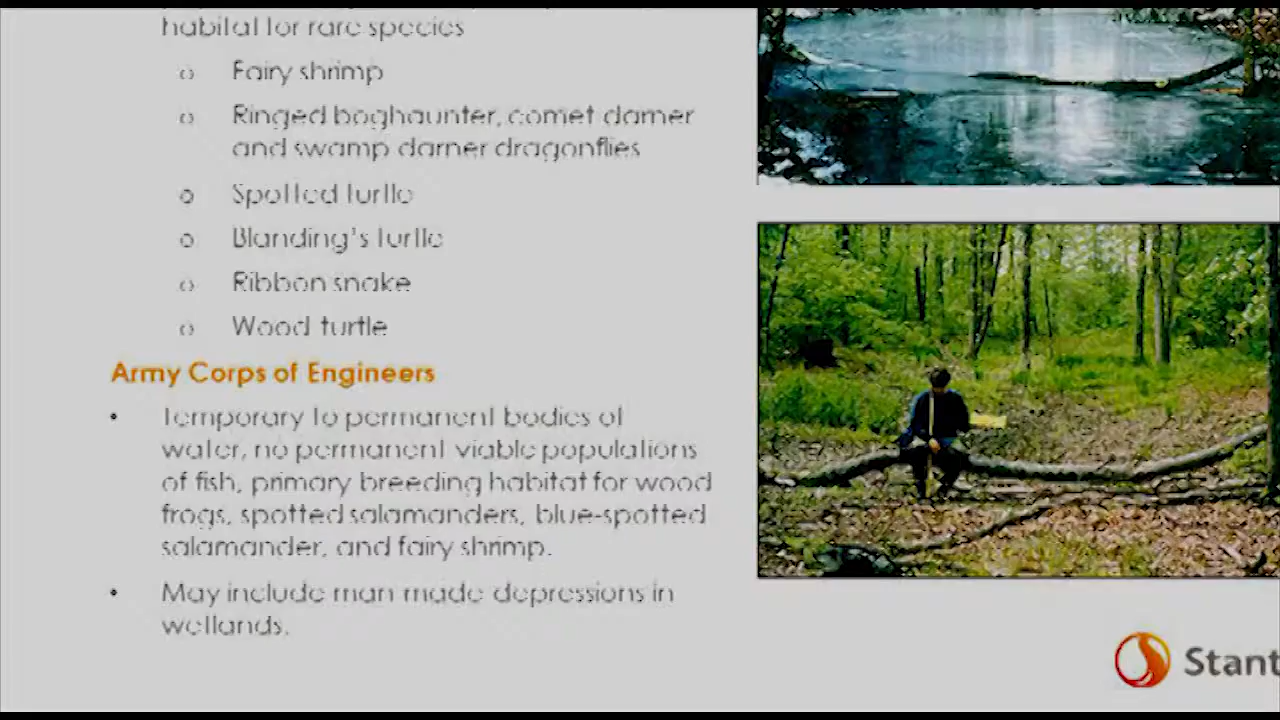 habitat for rare species
o Fairy shrimp
o Ringed boghaunter, comet darner
and swamp darner dragonflies
o Spotted turtle
o Blanding's turtle
o Ribbon snake
o Wood turtle
Army Corps of Engineers
• Temporary to permanent bodies of
water, no permanent viable populations
of fish, primary breeding habitat for wood
frogs, spotted salamanders, blue-spotted
salamander, and fairy shrimp.
• May include man made depressions in
wetlands.
Stant